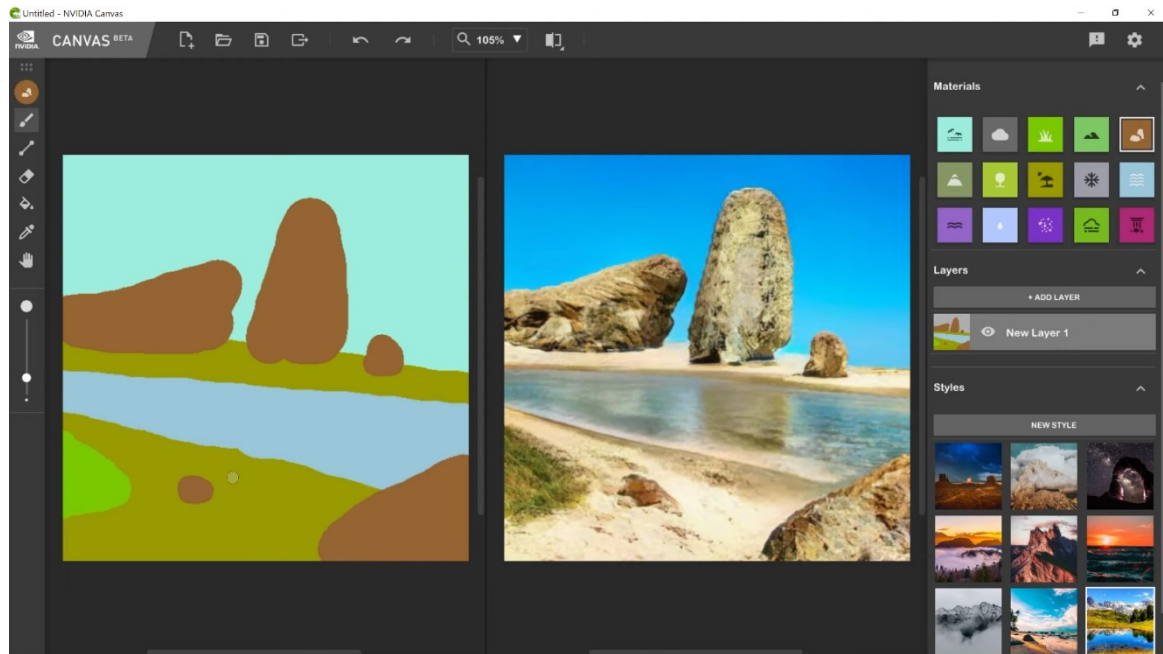 Untitled - NVIDIA Canvas
NVIDIA. CANVAS BETA
105%
Materials
Layers
+ ADD LAYER
New Layer 1
Styles
NEW STYLE